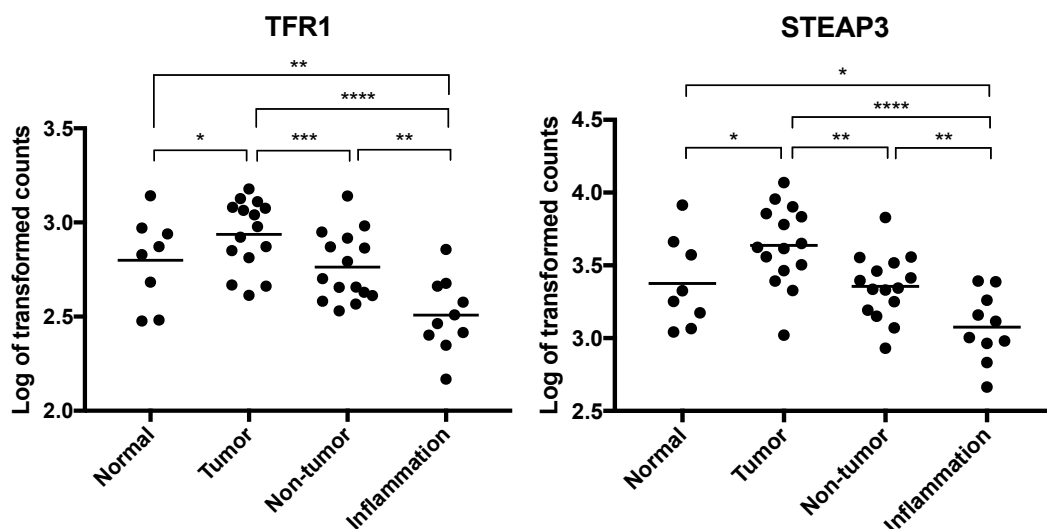 TFR1
**
****
* *** **
Log of transformed counts
3.5
3.0
2.5
2.0
Normal
Tumor
Non-tumor
Inflammation
STEAP3
*
****
* ** **
Log of transformed counts
4.5
4.0
3.5
3.0
2.5
Normal
Tumor
Non-tumor
Inflammation